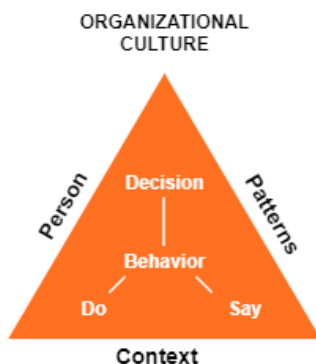 ORGANIZATIONAL
CULTURE
Decision
Person
Patterns
Behavior
Do
Say
Context